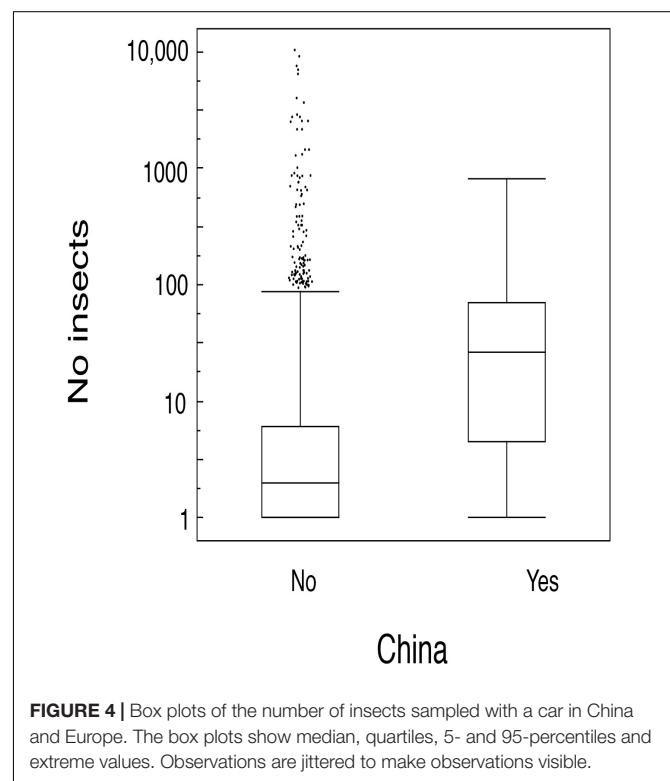 10,000
1000
100
10
1
No insects
No
Yes
China
FIGURE 4 | Box plots of the number of insects sampled with a car in China
and Europe. The box plots show median, quartiles, 5- and 95-percentiles and
extreme values. Observations are jittered to make observations visible.